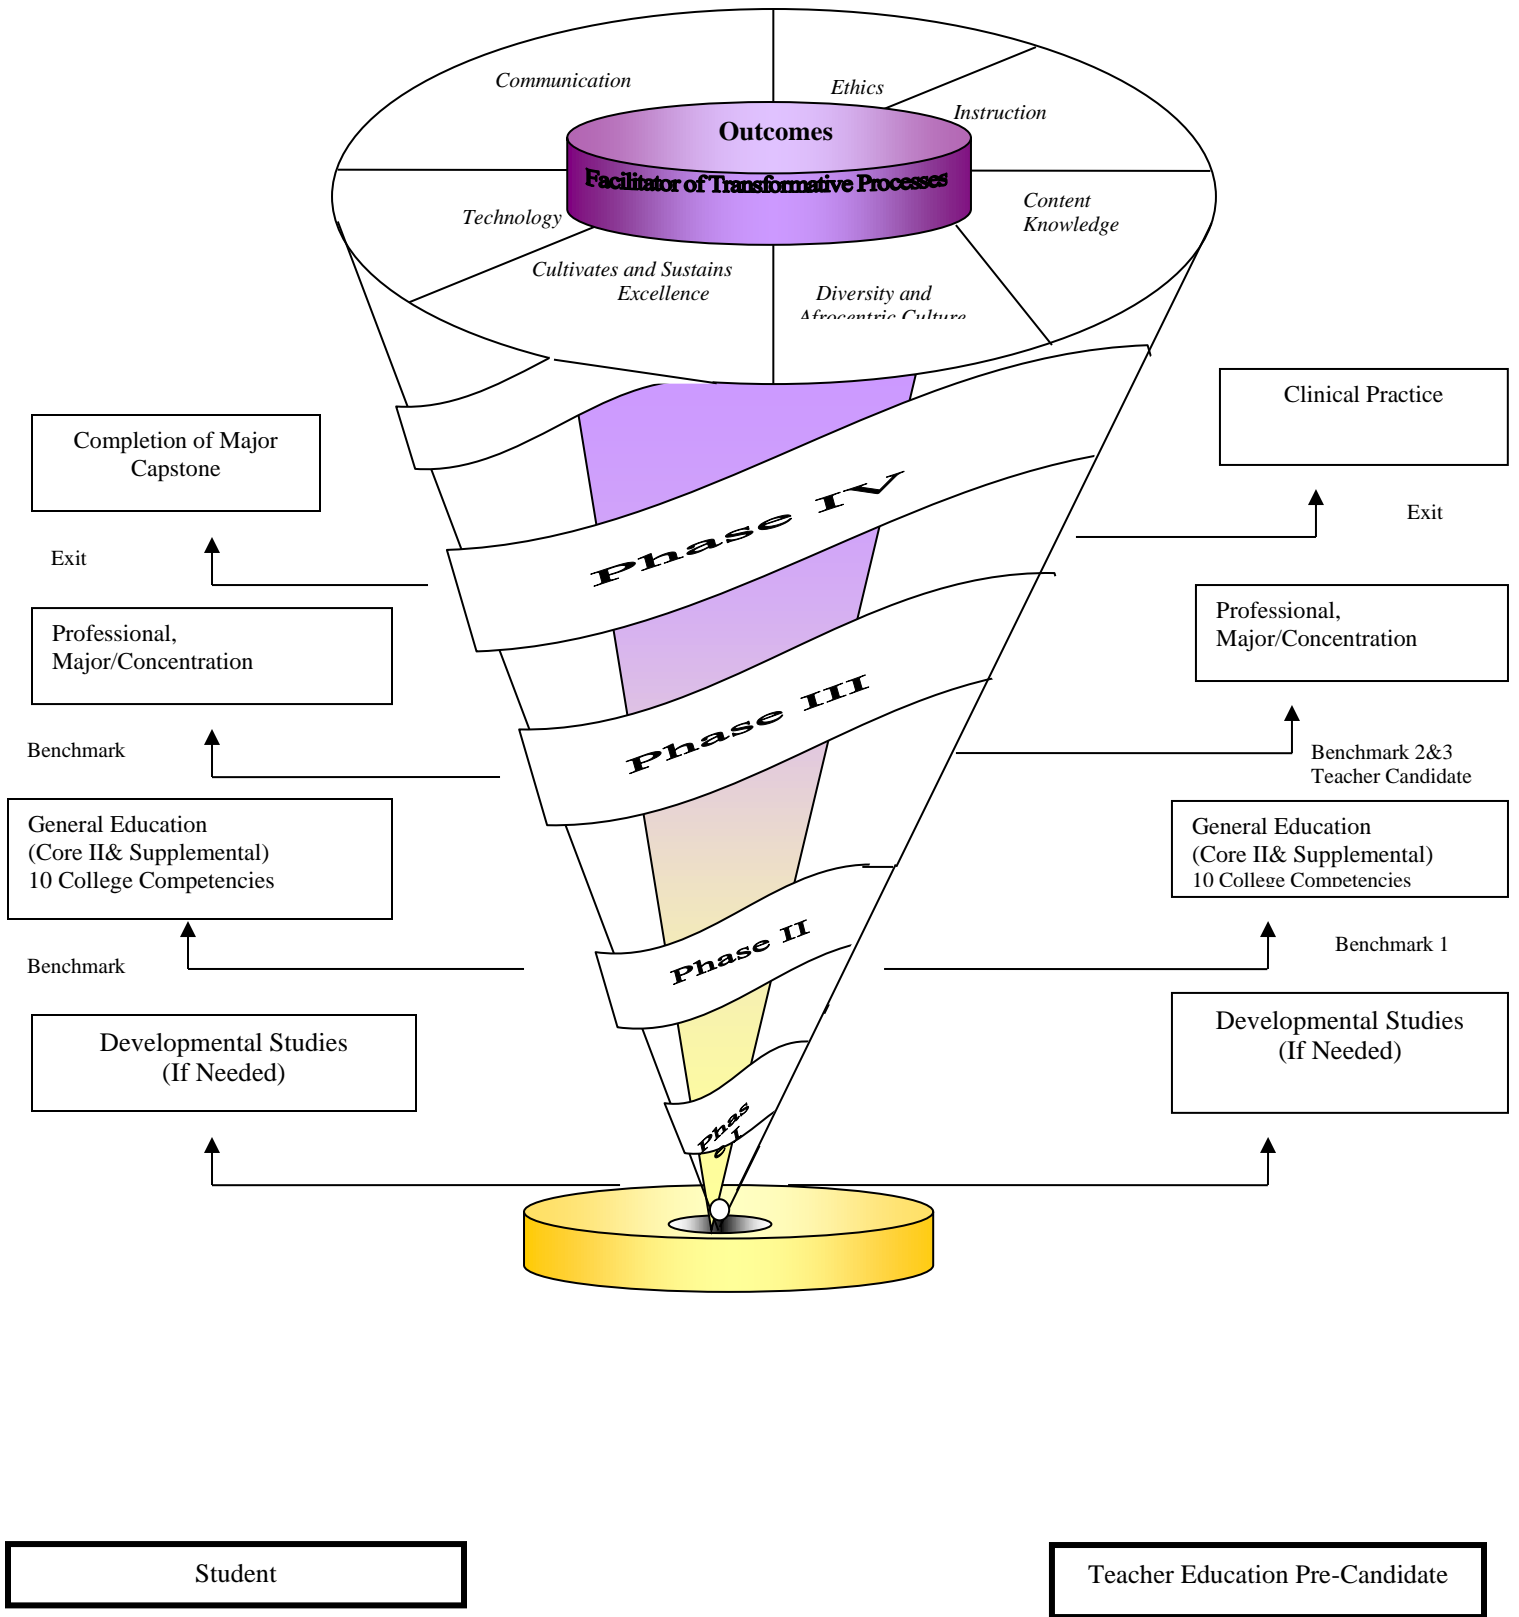 Communication
Ethics
Instruction
Outcomes
Facilitator of Transformative Processes
Technology
Content
Knowledge
Cultivates and Sustains
Excellence
Diversity and
Afrocentric Culture
Completion of Major
Capstone
Clinical Practice
Exit
Exit
Phase IV
Professional,
Major/Concentration
Professional,
Major/Concentration
Phase III
Benchmark
Benchmark 2&3
Teacher Candidate
General Education
(Core II& Supplemental)
10 College Competencies
General Education
(Core II& Supplemental)
10 College Competencies
Phase II
Benchmark
Benchmark 1
Developmental Studies
(If Needed)
Developmental Studies
(If Needed)
Phas
e I
Student
Teacher Education Pre-Candidate